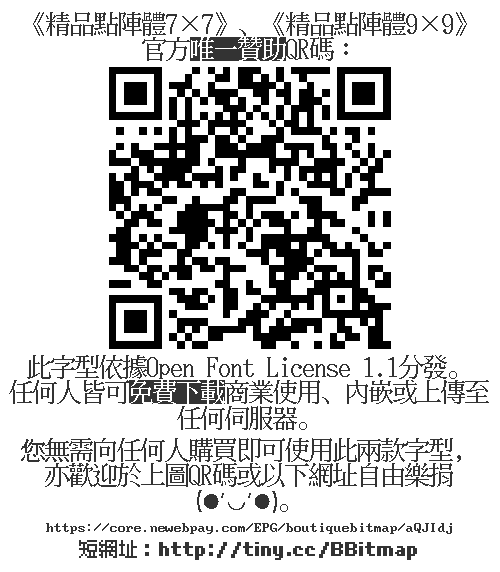 《精品點陣體7×7》、《精品點陣體9×9》
官方唯一贊助QR碼：
此字型依據Open Font License 1.1分發。
任何人皆可免費下載商業使用、內嵌或上傳至
任何伺服器。
您無需向任何人購買即可使用此兩款字型，
亦歡迎於上圖QR碼或以下網址自由樂捐
(●'◡'●)。
https://core.newebpay.com/EPG/boutiquebitmap/aQJIdj
短網址：http://tiny.cc/BBitmap